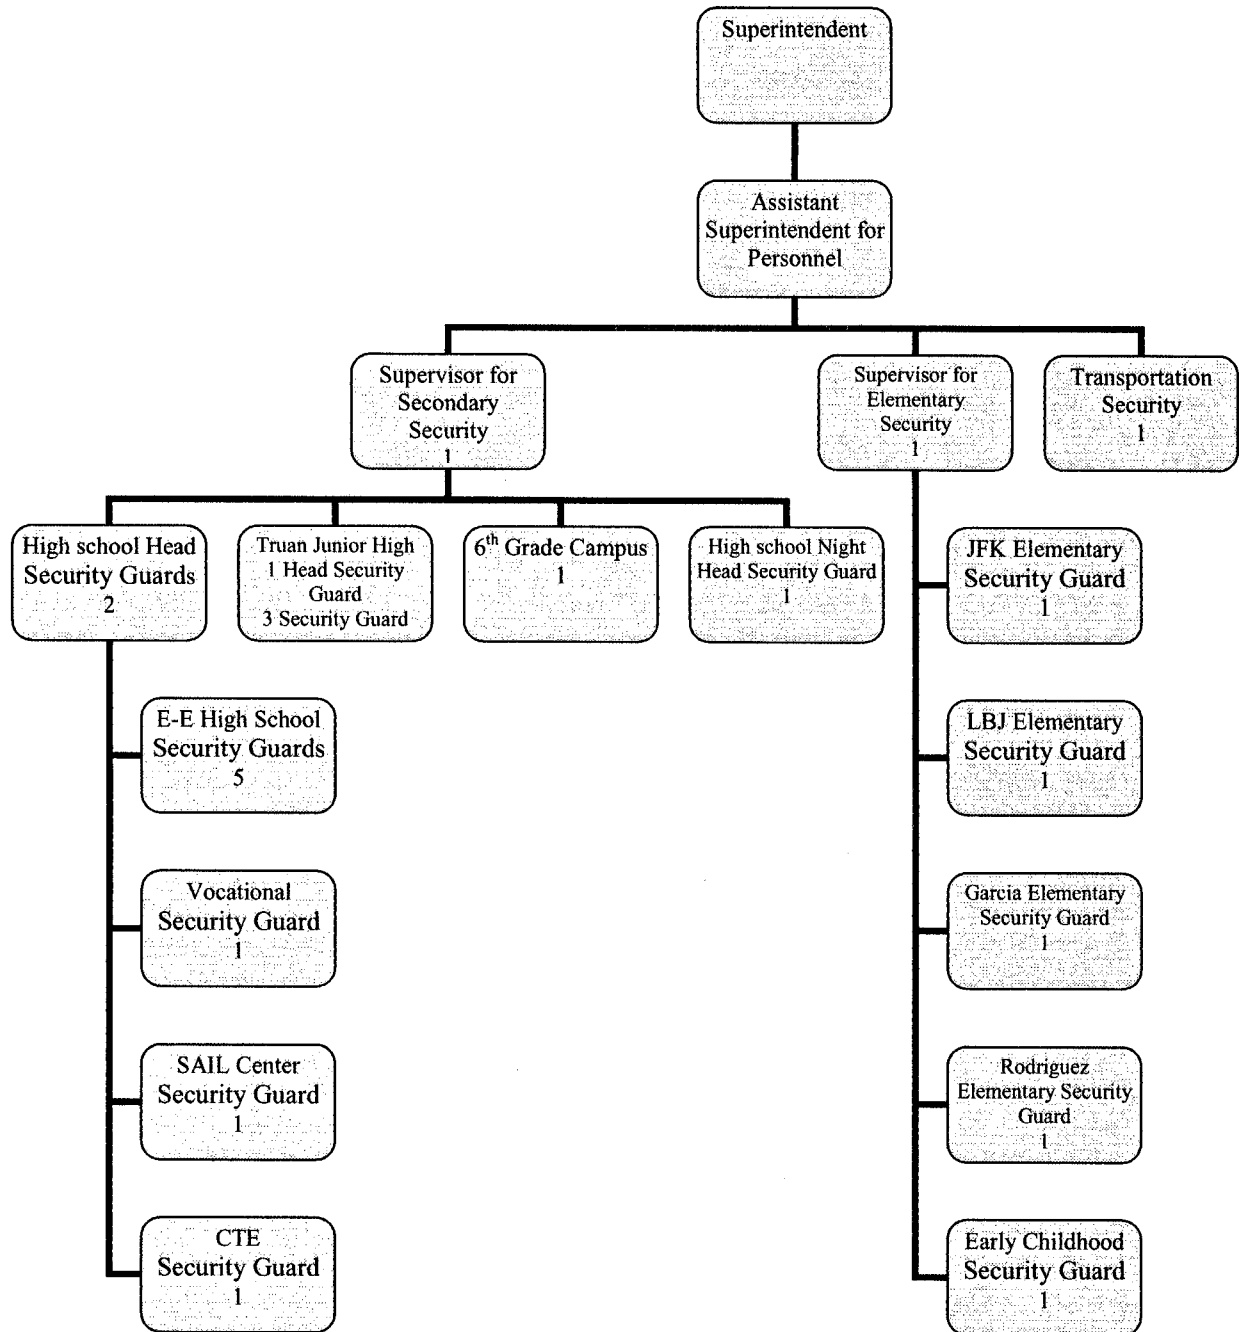 Superintendent
Assistant
Superintendent for
Personnel
Supervisor for
Secondary
Security
1
Supervisor for
Elementary
Security
1
Transportation
Security
1
High school Head
Security Guards
2
Truan Junior High
1 Head Security
Guard
3 Security Guard
6th Grade Campus
1
High school Night
Head Security Guard
1
JFK Elementary
Security Guard
1
E-E High School
Security Guards
5
LBJ Elementary
Security Guard
1
Vocational
Security Guard
1
Garcia Elementary
Security Guard
1
SAIL Center
Security Guard
1
Rodriguez
Elementary Security
Guard
1
CTE
Security Guard
1
Early Childhood
Security Guard
1